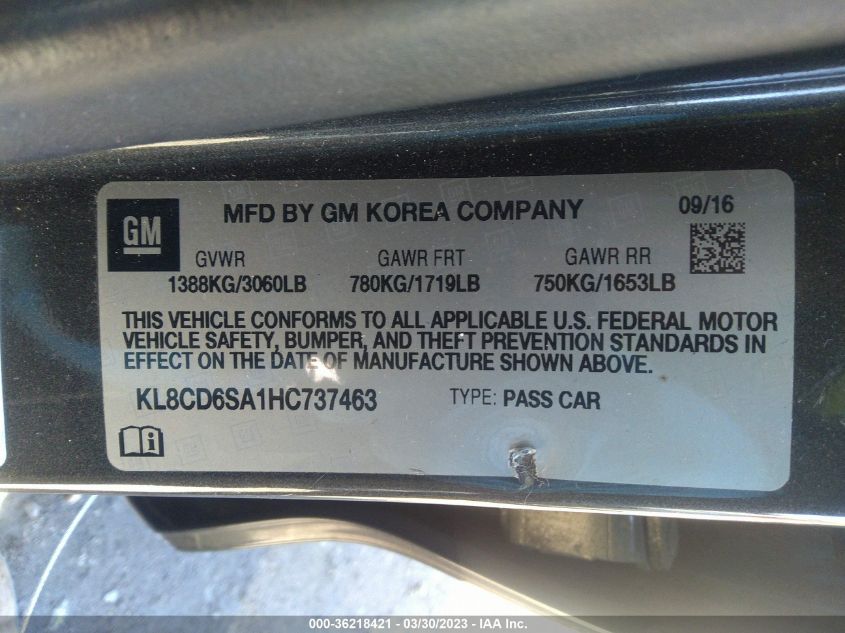 GM
MFD BY GM KOREA COMPANY 09/16
GVWR GAWR FRT GAWR RR
1388KG/3060LB 780KG/1719LB 750KG/1653LB
THIS VEHICLE CONFORMS TO ALL APPLICABLE U.S. FEDERAL MOTOR
VEHICLE SAFETY, BUMPER, AND THEFT PREVENTION STANDARDS IN
EFFECT ON THE DATE OF MANUFACTURE SHOWN ABOVE.
KL8CD6SA1HC737463 TYPE: PASS CAR
000-36218421 - 03/30/2023 - IAA Inc.